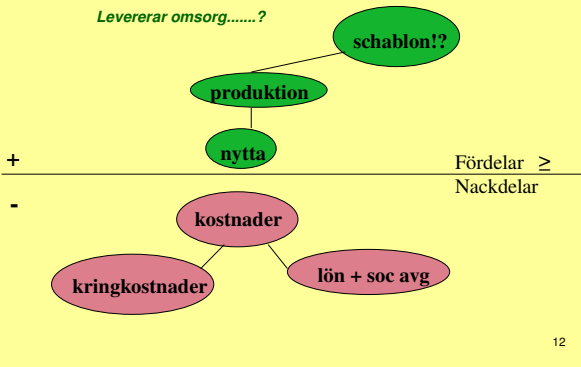 Levererar omsorg.......?
schablon!?
produktion
nytta
+
Fördelar ≥
Nackdelar
-
kostnader
kringkostnader
lön + soc avg
12